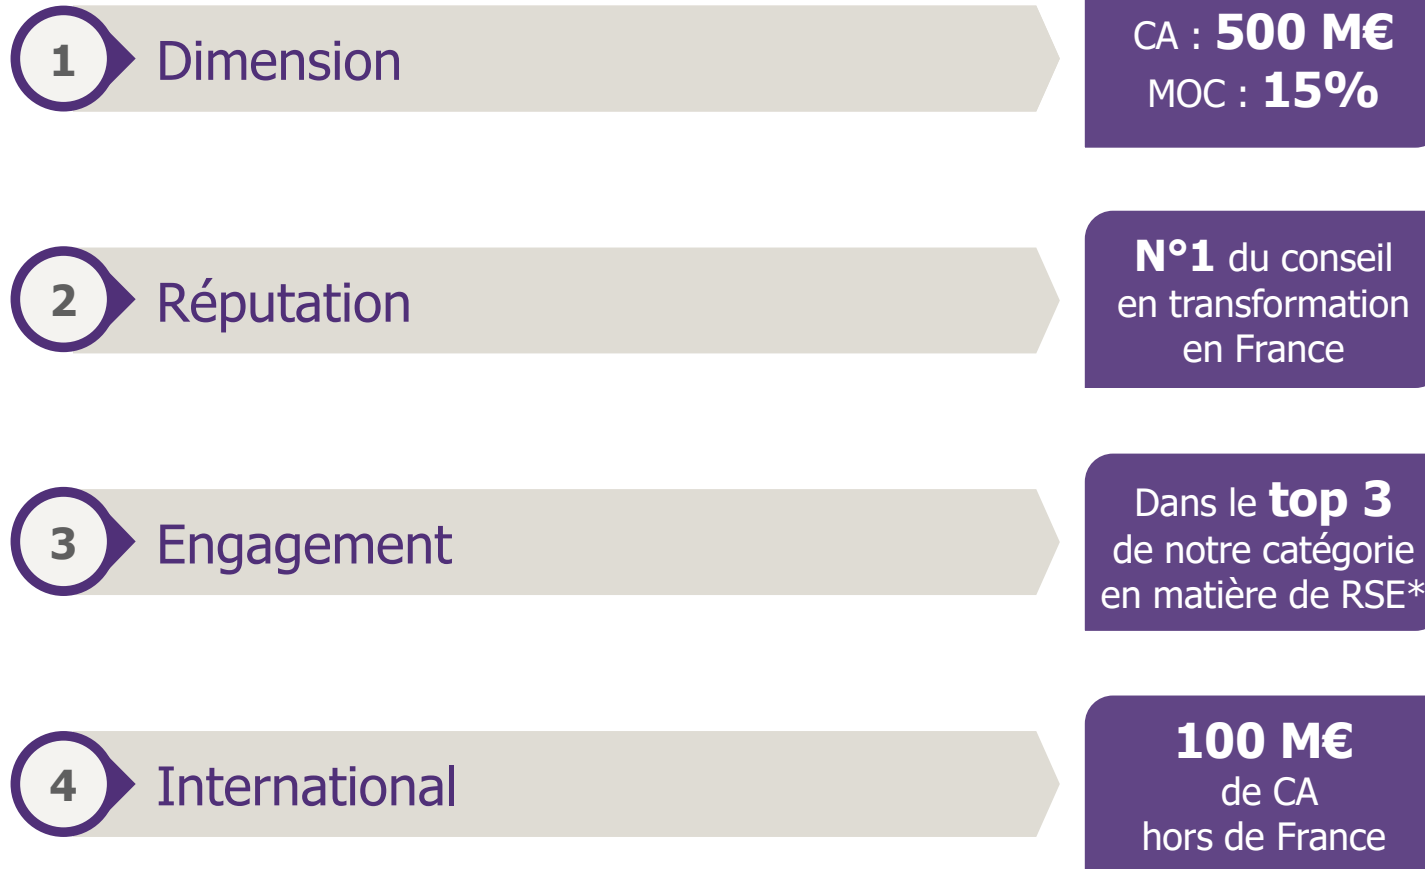 1
Dimension
CA : 500 M€
MOC : 15%
2
Réputation
N°1 du conseil
en transformation
en France
3
Engagement
Dans le top 3
de notre catégorie
en matière de RSE*
4
International
100 M€
de CA
hors de France